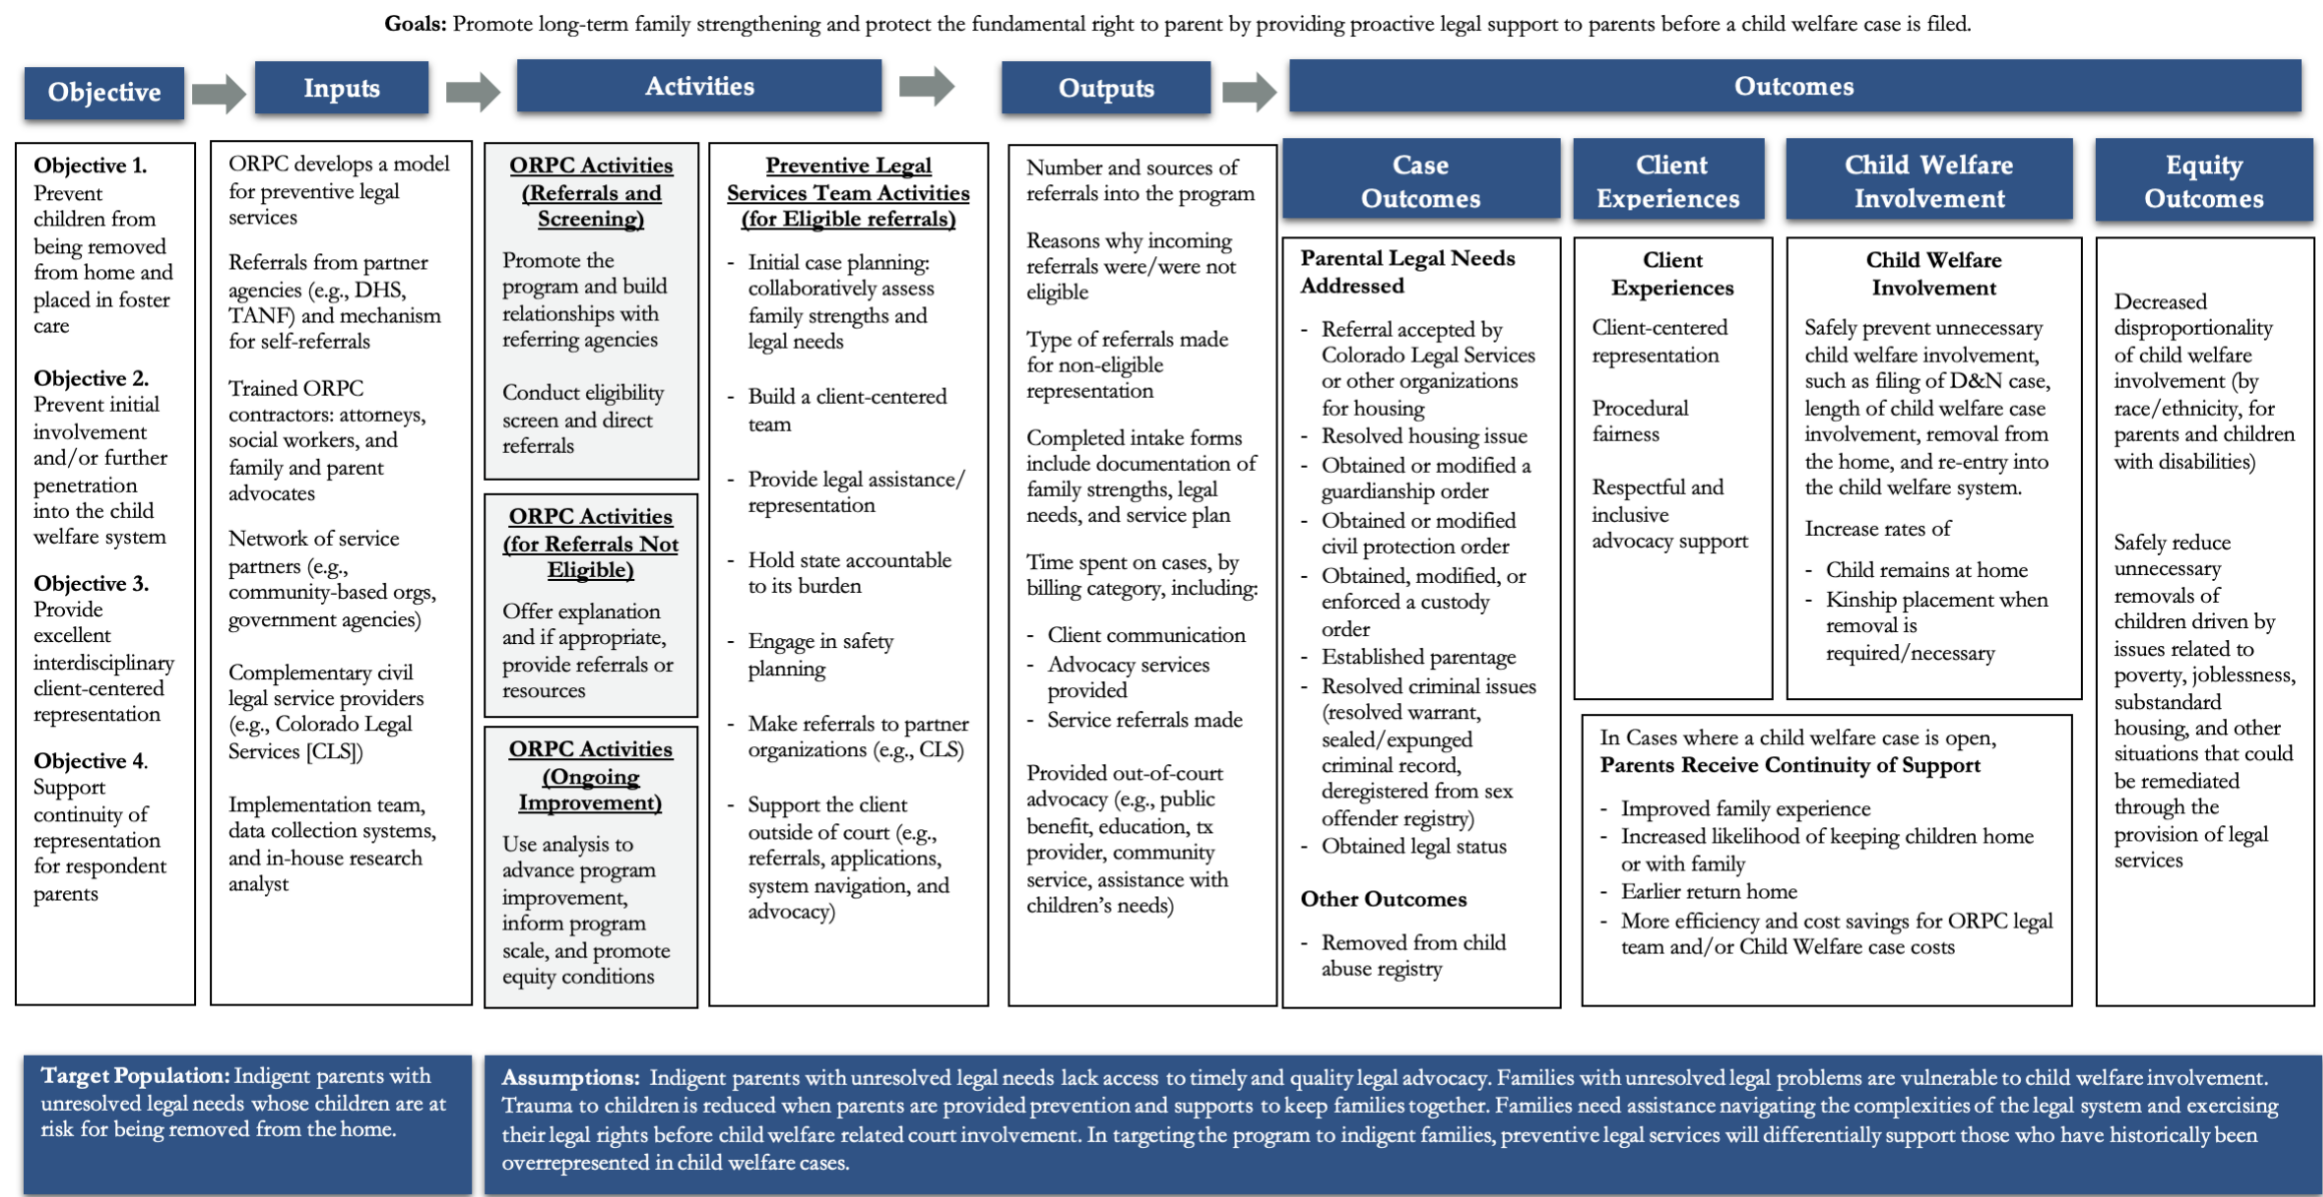 Goals: Promote long-term family strengthening and protect the fundamental right to parent by providing proactive legal support to parents before a child welfare case is filed.
Objective
Inputs
Activities
Outputs
Outcomes
Objective 1.
Prevent
children from
being removed
from home and
placed in foster
care
Objective 2.
Prevent initial
involvement
and/or further
penetration
into the child
welfare system
Objective 3.
Provide
excellent
interdisciplinary
client-centered
representation
Objective 4.
Support
continuity of
representation
for respondent
parents
ORPC develops a model
for preventive legal
services
Referrals from partner
agencies (e.g., DHS,
TANF) and mechanism
for self-referrals
Trained ORPC
contractors: attorneys,
social workers, and
family and parent
advocates
Network of service
partners (e.g.,
community-based orgs,
government agencies)
Complementary civil
legal service providers
(e.g., Colorado Legal
Services [CLS])
Implementation team,
data collection systems,
and in-house research
analyst
ORPC Activities
(Referrals and
Screening)
Promote the
program and build
relationships with
referring agencies
Conduct eligibility
screen and direct
referrals
ORPC Activities
(for Referrals Not
Eligible)
Offer explanation
and if appropriate,
provide referrals or
resources
ORPC Activities
(Ongoing
Improvement)
Use analysis to
advance program
improvement,
inform program
scale, and promote
equity conditions
Preventive Legal
Services Team Activities
(for Eligible referrals)
- Initial case planning:
collaboratively assess
family strengths and
legal needs
- Build a client-centered
team
- Provide legal assistance/
representation
- Hold state accountable
to its burden
- Engage in safety
planning
- Make referrals to partner
organizations (e.g., CLS)
- Support the client
outside of court (e.g.,
referrals, applications,
system navigation, and
advocacy)
Number and sources of
referrals into the program
Reasons why incoming
referrals were/were not
eligible
Type of referrals made
for non-eligible
representation
Completed intake forms
include documentation of
family strengths, legal
needs, and service plan
Time spent on cases, by
billing category, including:
- Client communication
- Advocacy services
provided
- Service referrals made
Provided out-of-court
advocacy (e.g., public
benefit, education, tx
provider, community
service, assistance with
children's needs)
Case
Outcomes
Parental Legal Needs
Addressed
- Referral accepted by
Colorado Legal Services
or other organizations
for housing
- Resolved housing issue
- Obtained or modified a
guardianship order
- Obtained or modified
civil protection order
- Obtained, modified, or
enforced a custody
order
- Established parentage
- Resolved criminal issues
(resolved warrant,
sealed/expunged
criminal record,
deregistered from sex
offender registry)
- Obtained legal status
Other Outcomes
- Removed from child
abuse registry
Client
Experiences
Client
Experiences
Client-centered
representation
Procedural
fairness
Respectful and
inclusive
advocacy support
Child Welfare
Involvement
Child Welfare
Involvement
Safely prevent unnecessary
child welfare involvement,
such as filing of D&N case,
length of child welfare case
involvement, removal from
the home, and re-entry into
the child welfare system.
Increase rates of
- Child remains at home
- Kinship placement when
removal is
required/necessary
In Cases where a child welfare case is open,
Parents Receive Continuity of Support
- Improved family experience
- Increased likelihood of keeping children home
or with family
- Earlier return home
- More efficiency and cost savings for ORPC legal
team and/or Child Welfare case costs
Equity
Outcomes
Decreased
disproportionality
of child welfare
involvement (by
race/ethnicity, for
parents and children
with disabilities)
Safely reduce
unnecessary
removals of
children driven by
issues related to
poverty, joblessness,
substandard
housing, and other
situations that could
be remediated
through the
provision of legal
services
Target Population: Indigent parents with
unresolved legal needs whose children are at
risk for being removed from the home.
Assumptions: Indigent parents with unresolved legal needs lack access to timely and quality legal advocacy. Families with unresolved legal problems are vulnerable to child welfare involvement.
Trauma to children is reduced when parents are provided prevention and supports to keep families together. Families need assistance navigating the complexities of the legal system and exercising
their legal rights before child welfare related court involvement. In targeting the program to indigent families, preventive legal services will differentially support those who have historically been
overrepresented in child welfare cases.